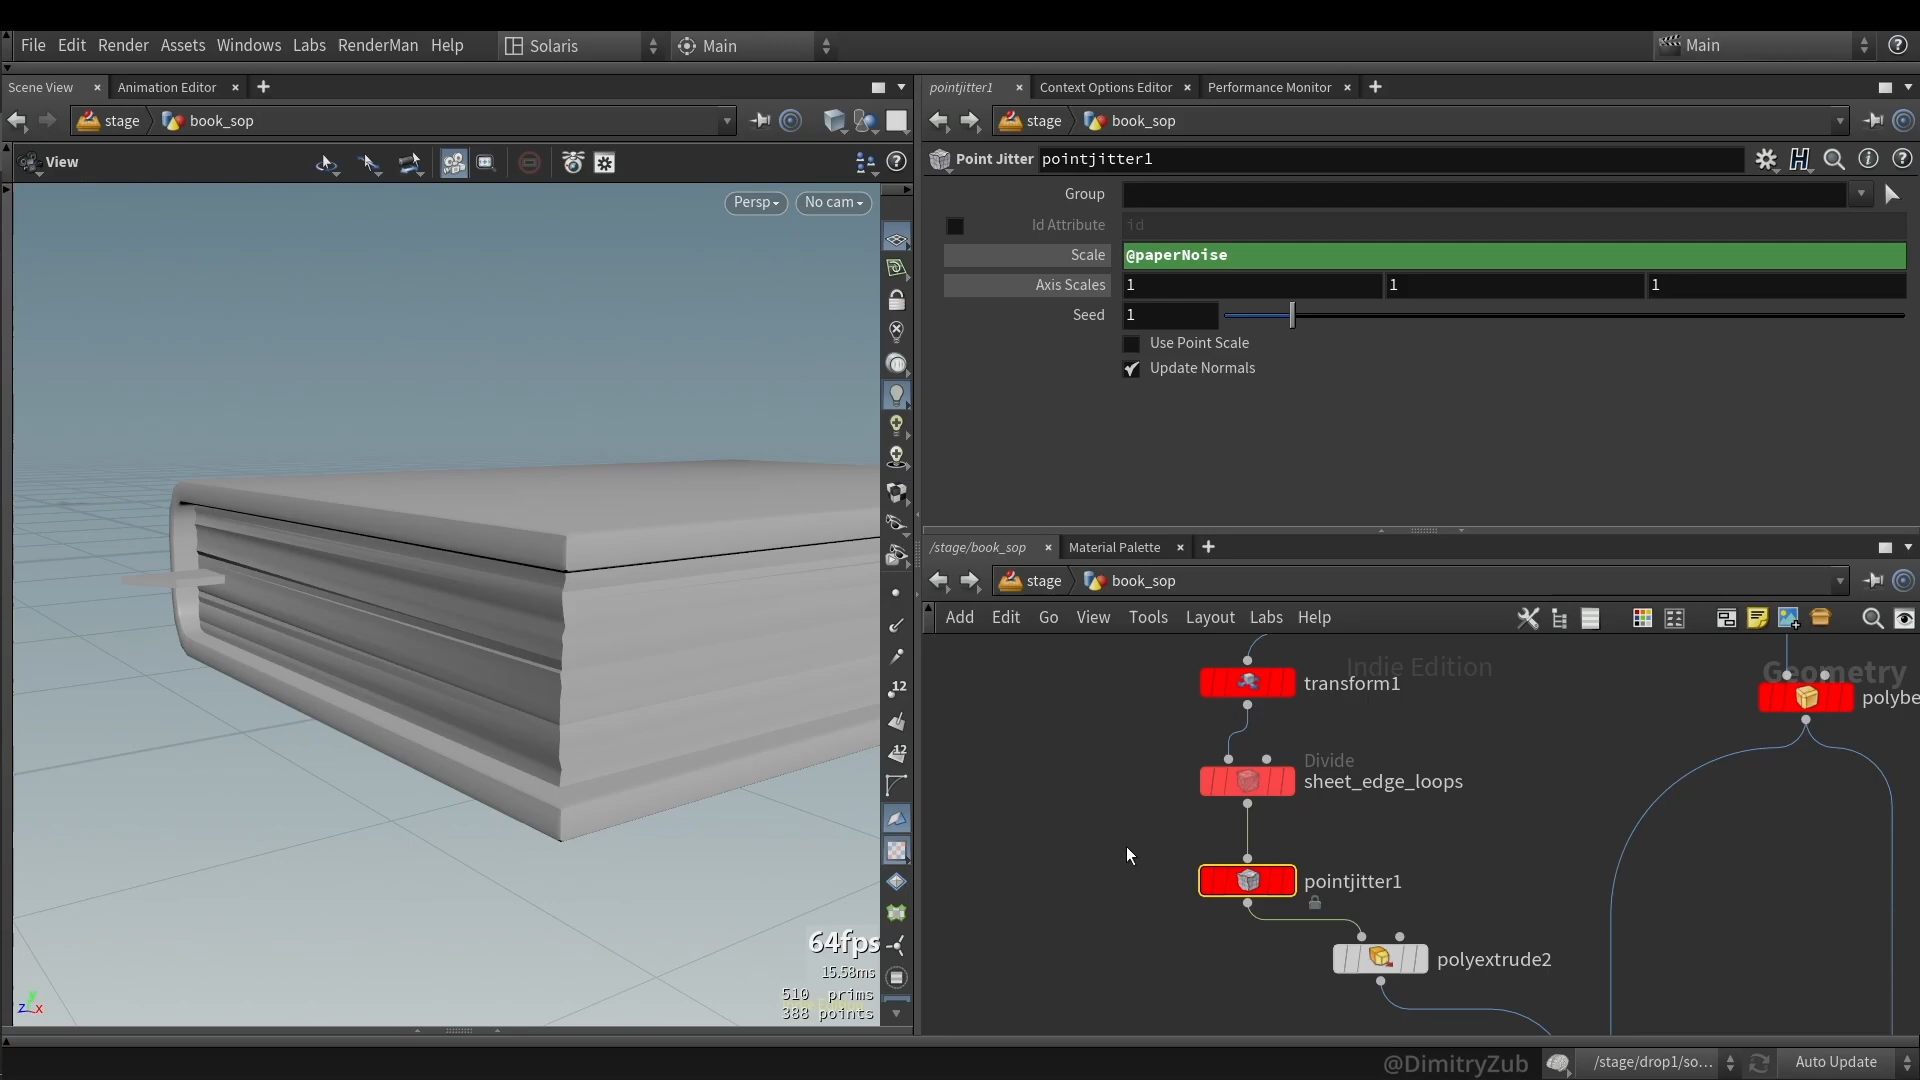 File Edit Render Assets Windows Labs RenderMan Help Solaris Main Main
Scene View Animation Editor
stage book_sop
View
Persp No cam
64fps
15.58ms
510 prims
388 points
z x
pointjitter1 Context Options Editor Performance Monitor
stage book_sop
Point Jitter pointjitter1
Group
Id Attribute id
Scale @paperNoise
Axis Scales 1 1 1
Seed 1
Use Point Scale
Update Normals
/stage/book_sop Material Palette
stage book_sop
Add Edit Go View Tools Layout Labs Help
Indie Edition
Geometry
transform1
polybe
Divide
sheet_edge_loops
pointjitter1
polyextrude2
@DimitryZub /stage/drop1/so... Auto Update